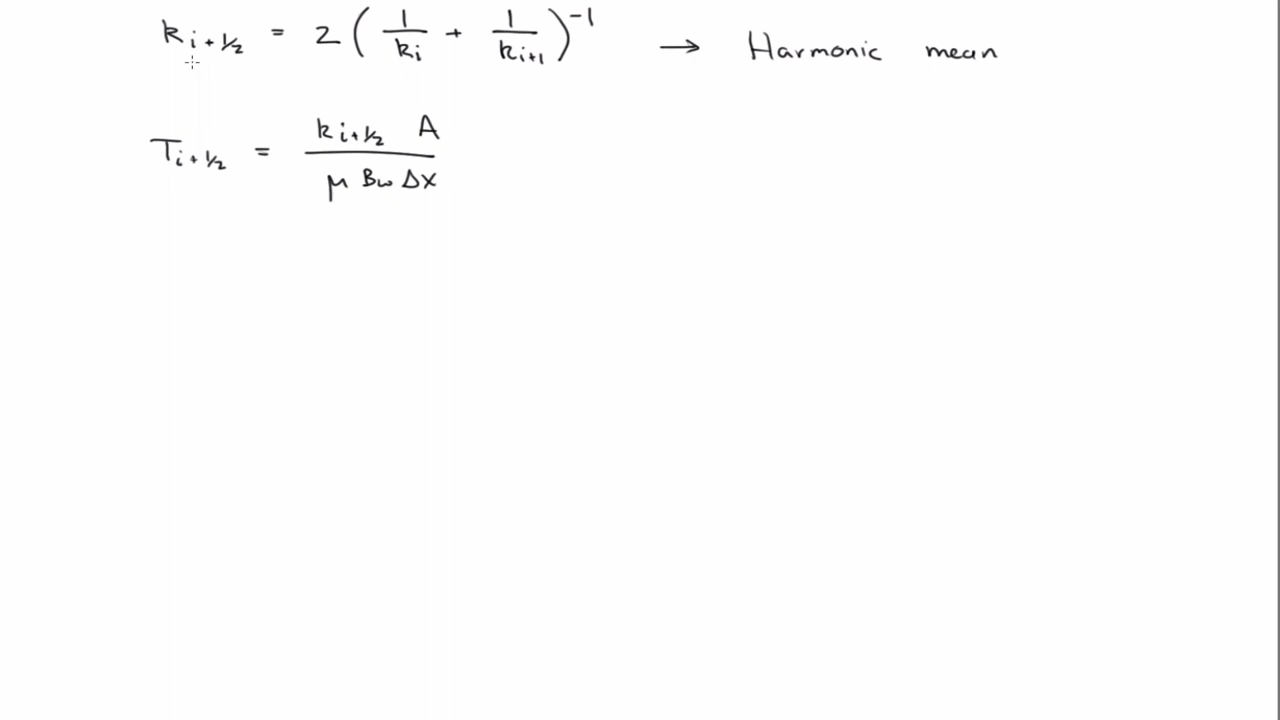 k_{i+1/2} = 2 ( 1/k_i + 1/k_{i+1} )^{-1} → Harmonic mean
T_{i+1/2} = k_{i+1/2} A / μ B_w Δx